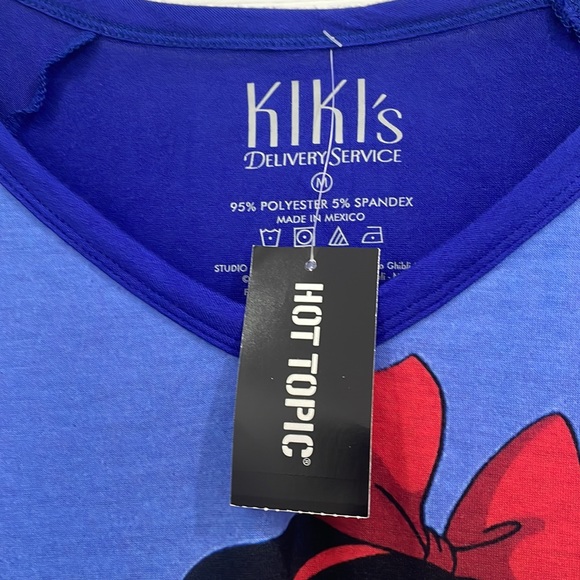 KIKI's
DELIVERY SERVICE
M
95% POLYESTER 5% SPANDEX
MADE IN MEXICO
STUDIO Ghibli
©
HOT TOPIC®